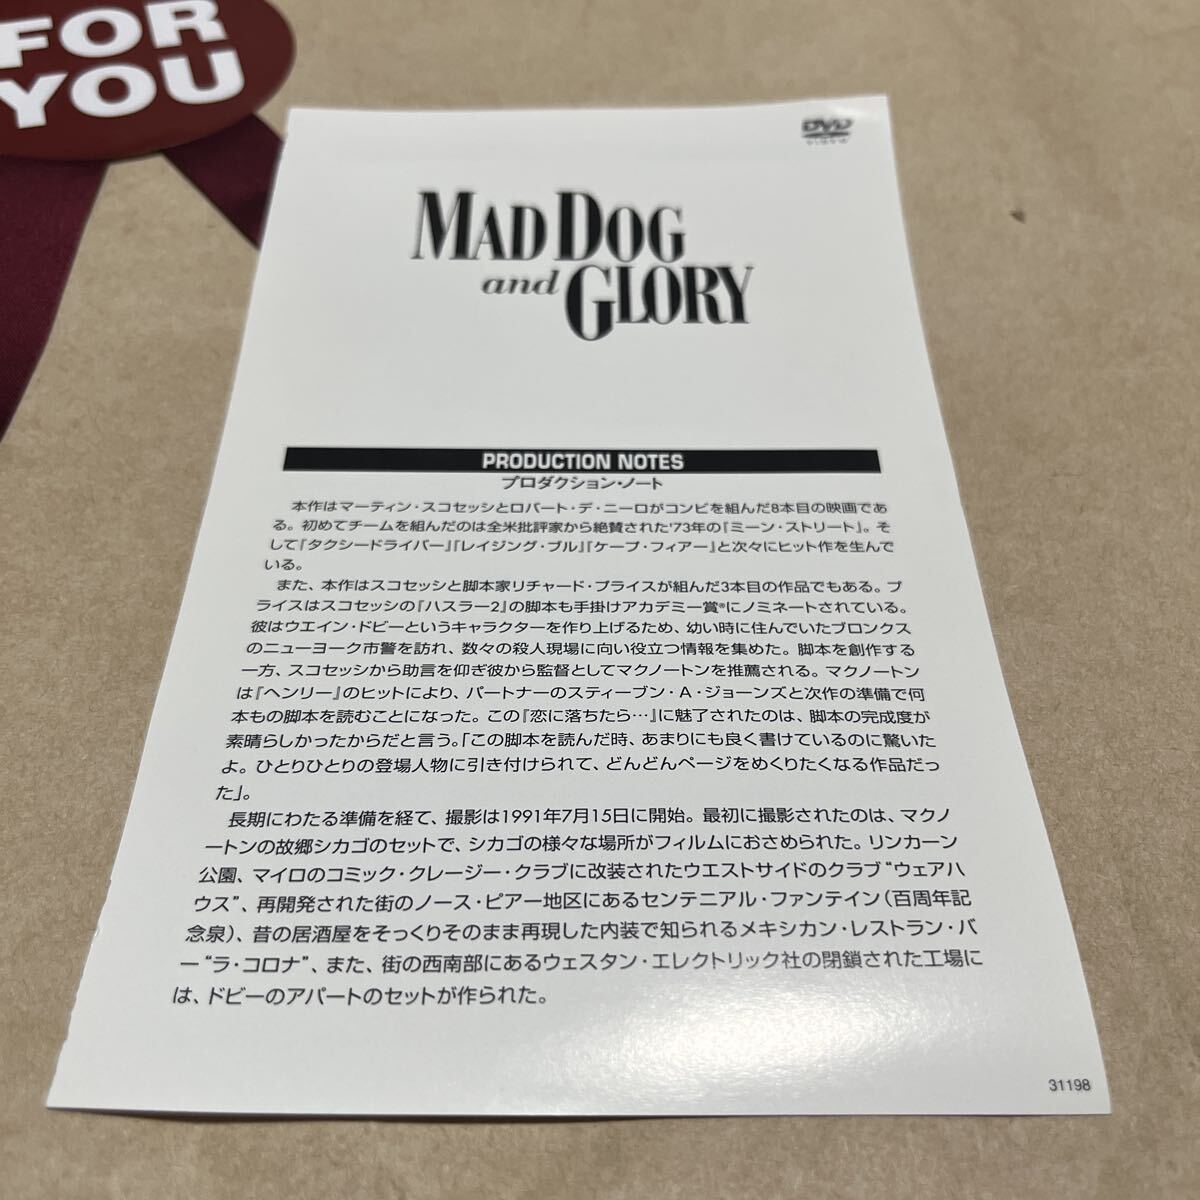 FOR
YOU
DVD
VIDEO
MAD DOG
and GLORY
PRODUCTION NOTES
プロダクション・ノート
本作はマーティン・スコセッシとロバート・デ・ニーロがコンビを組んだ8本目の映画であ
る。初めてチームを組んだのは全米批評家から絶賛された'73年の『ミーン・ストリート』。そ
して『タクシードライバー』『レイジング・ブル』『ケープ・フィアー』と次々にヒット作を生んで
いる。
また、本作はスコセッシと脚本家リチャード・プライスが組んだ3本目の作品でもある。プ
ライスはスコセッシの『ハスラー2』の脚本も手掛けアカデミー賞®にノミネートされている。
彼はウエイン・ドビーというキャラクターを作り上げるため、幼い時に住んでいたブロンクス
のニューヨーク市警を訪れ、数々の殺人現場に向い役立つ情報を集めた。脚本を創作する
一方、スコセッシから助言を仰ぎ彼から監督としてマクノートンを推薦される。マクノートン
は『ヘンリー』のヒットにより、パートナーのスティーブン・A・ジョーンズと次作の準備で何
本もの脚本を読むことになった。この『恋に落ちたら…』に魅了されたのは、脚本の完成度が
素晴らしかったからだと言う。「この脚本を読んだ時、あまりにも良く書けているのに驚いた
よ。ひとりひとりの登場人物に引き付けられて、どんどんページをめくりたくなる作品だっ
た」。
長期にわたる準備を経て、撮影は1991年7月15日に開始。最初に撮影されたのは、マクノ
ートンの故郷シカゴのセットで、シカゴの様々な場所がフィルムにおさめられた。リンカーン
公園、マイロのコミック・クレージー・クラブに改装されたウエストサイドのクラブ“ウェアハ
ウス”、再開発された街のノース・ピアー地区にあるセンテニアル・ファンテイン（百周年記
念泉）、昔の居酒屋をそっくりそのまま再現した内装で知られるメキシカン・レストラン・バ
ー“ラ・コロナ”、また、街の西南部にあるウェスタン・エレクトリック社の閉鎖された工場に
は、ドビーのアパートのセットが作られた。
31198